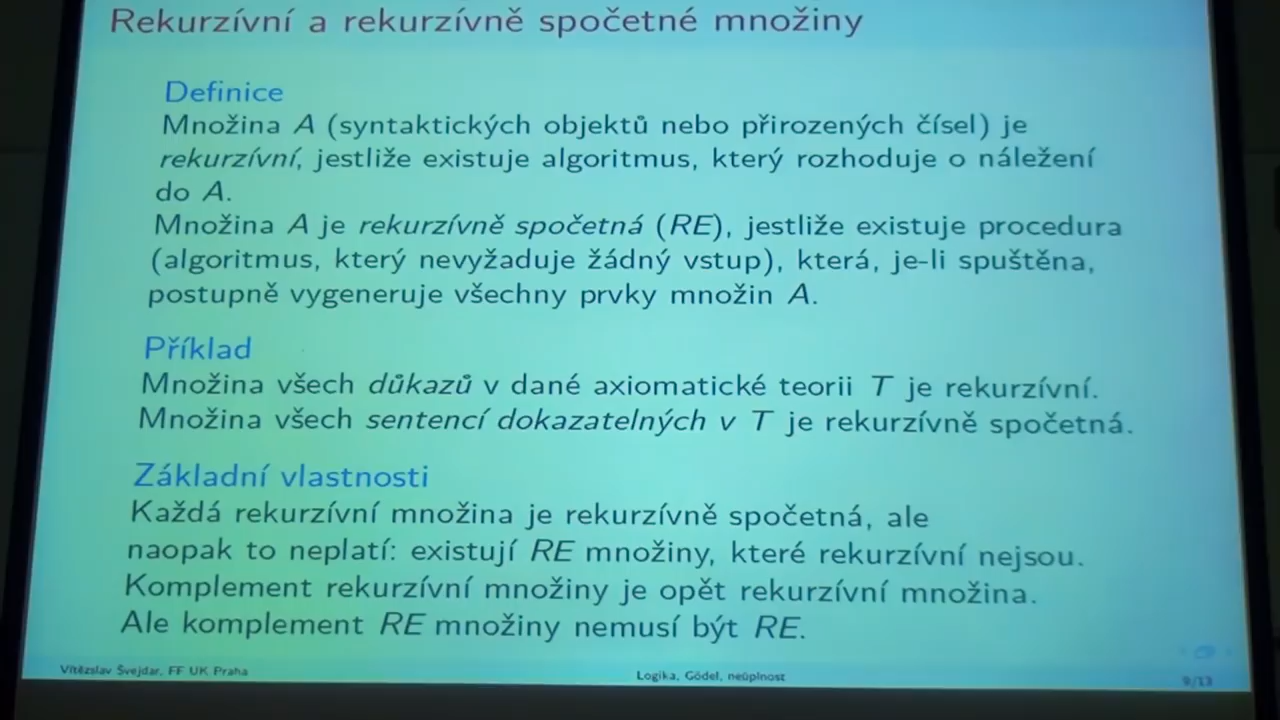 Rekurzívní a rekurzívně spočetné množiny
Definice
Množina A (syntaktických objektů nebo přirozených čísel) je
rekurzívní, jestliže existuje algoritmus, který rozhoduje o náležení
do A.
Množina A je rekurzívně spočetná (RE), jestliže existuje procedura
(algoritmus, který nevyžaduje žádný vstup), která, je-li spuštěna,
postupně vygeneruje všechny prvky množin A.
Příklad
Množina všech důkazů v dané axiomatické teorii T je rekurzívní.
Množina všech sentencí dokazatelných v T je rekurzívně spočetná.
Základní vlastnosti
Každá rekurzívní množina je rekurzívně spočetná, ale
naopak to neplatí: existují RE množiny, které rekurzívní nejsou.
Komplement rekurzívní množiny je opět rekurzívní množina.
Ale komplement RE množiny nemusí být RE.
Vítězslav Švejdar, FF UK Praha
Logika, Gödel, neúplnost
9/13